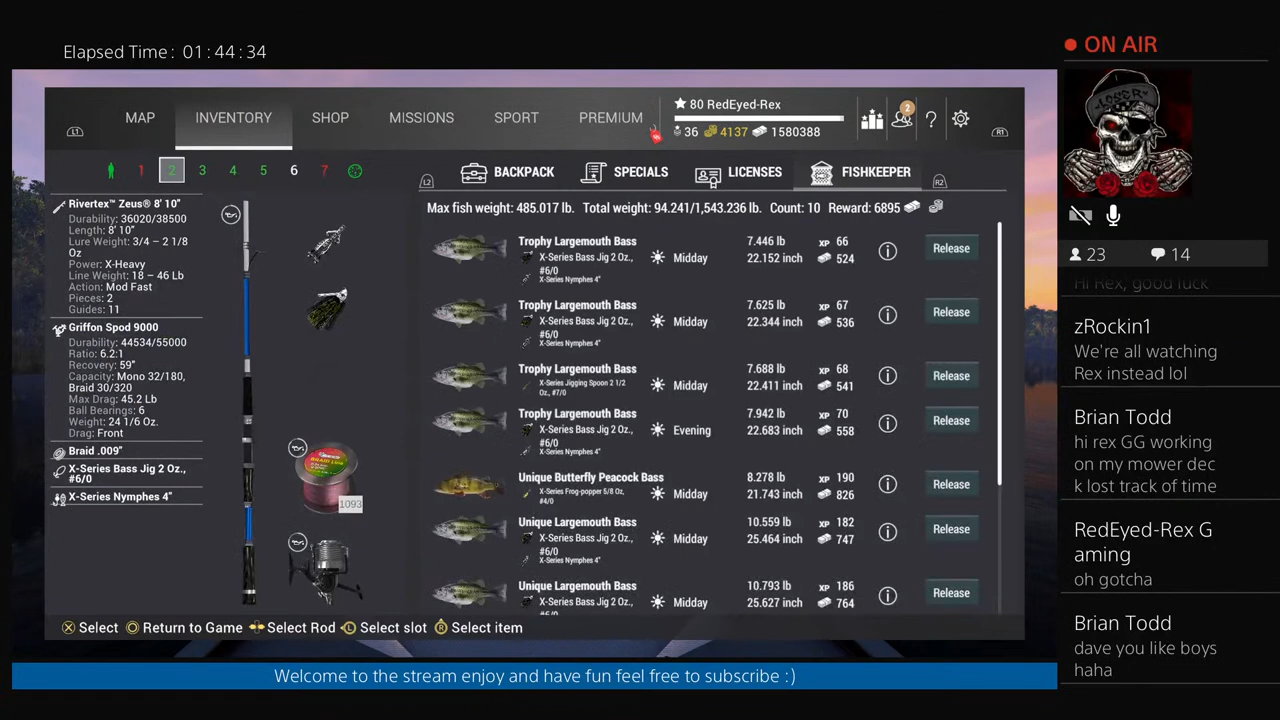 Elapsed Time: 01:44:34
ON AIR
MAP
INVENTORY
SHOP
MISSIONS
SPORT
PREMIUM
80 RedEyed-Rex
36 4137 1580388
2
?
L1
R1
1 2 3 4 5 6 7
L2
BACKPACK
SPECIALS
LICENSES
FISHKEEPER
R2
Rivertex™ Zeus® 8' 10"
Durability: 36020/38500
Length: 8' 10"
Lure Weight: 3/4 – 2 1/8
Oz
Power: X-Heavy
Line Weight: 18 – 46 Lb
Action: Mod Fast
Pieces: 2
Guides: 11
Griffon Spod 9000
Durability: 44534/55000
Ratio: 6.2:1
Recovery: 59"
Capacity: Mono 32/180,
Braid 30/320
Max Drag: 45.2 Lb
Ball Bearings: 6
Weight: 24 1/6 Oz.
Drag: Front
Braid .009"
X-Series Bass Jig 2 Oz.,
#6/0
X-Series Nymphes 4"
1093
Max fish weight: 485.017 lb. Total weight: 94.241/1,543.236 lb. Count: 10 Reward: 6895
Trophy Largemouth Bass
X-Series Bass Jig 2 Oz.,
#6/0
X-Series Nymphes 4"
Midday
7.446 lb XP 66
22.152 inch 524
Release
Trophy Largemouth Bass
X-Series Bass Jig 2 Oz.,
#6/0
X-Series Nymphes 4"
Midday
7.625 lb XP 67
22.344 inch 536
Release
Trophy Largemouth Bass
X-Series Jigging Spoon 2 1/2
Oz., #7/0
Midday
7.688 lb XP 68
22.411 inch 541
Release
Trophy Largemouth Bass
X-Series Bass Jig 2 Oz.,
#6/0
X-Series Nymphes 4"
Evening
7.942 lb XP 70
22.683 inch 558
Release
Unique Butterfly Peacock Bass
X-Series Frog-popper 5/8 Oz,
#4/0
Midday
8.278 lb XP 190
21.743 inch 826
Release
Unique Largemouth Bass
X-Series Bass Jig 2 Oz.,
#6/0
X-Series Nymphes 4"
Midday
10.559 lb XP 182
25.464 inch 747
Release
Unique Largemouth Bass
X-Series Bass Jig 2 Oz.,
#6/0
Midday
10.793 lb XP 186
25.627 inch 764
Release
Select Return to Game Select Rod L Select slot R Select item
Welcome to the stream enjoy and have fun feel free to subscribe :)
LOSER
23 14
Hi Rex, good luck
zRockin1
We're all watching
Rex instead lol
Brian Todd
hi rex GG working
on my mower dec
k lost track of time
RedEyed-Rex G
aming
oh gotcha
Brian Todd
dave you like boys
haha